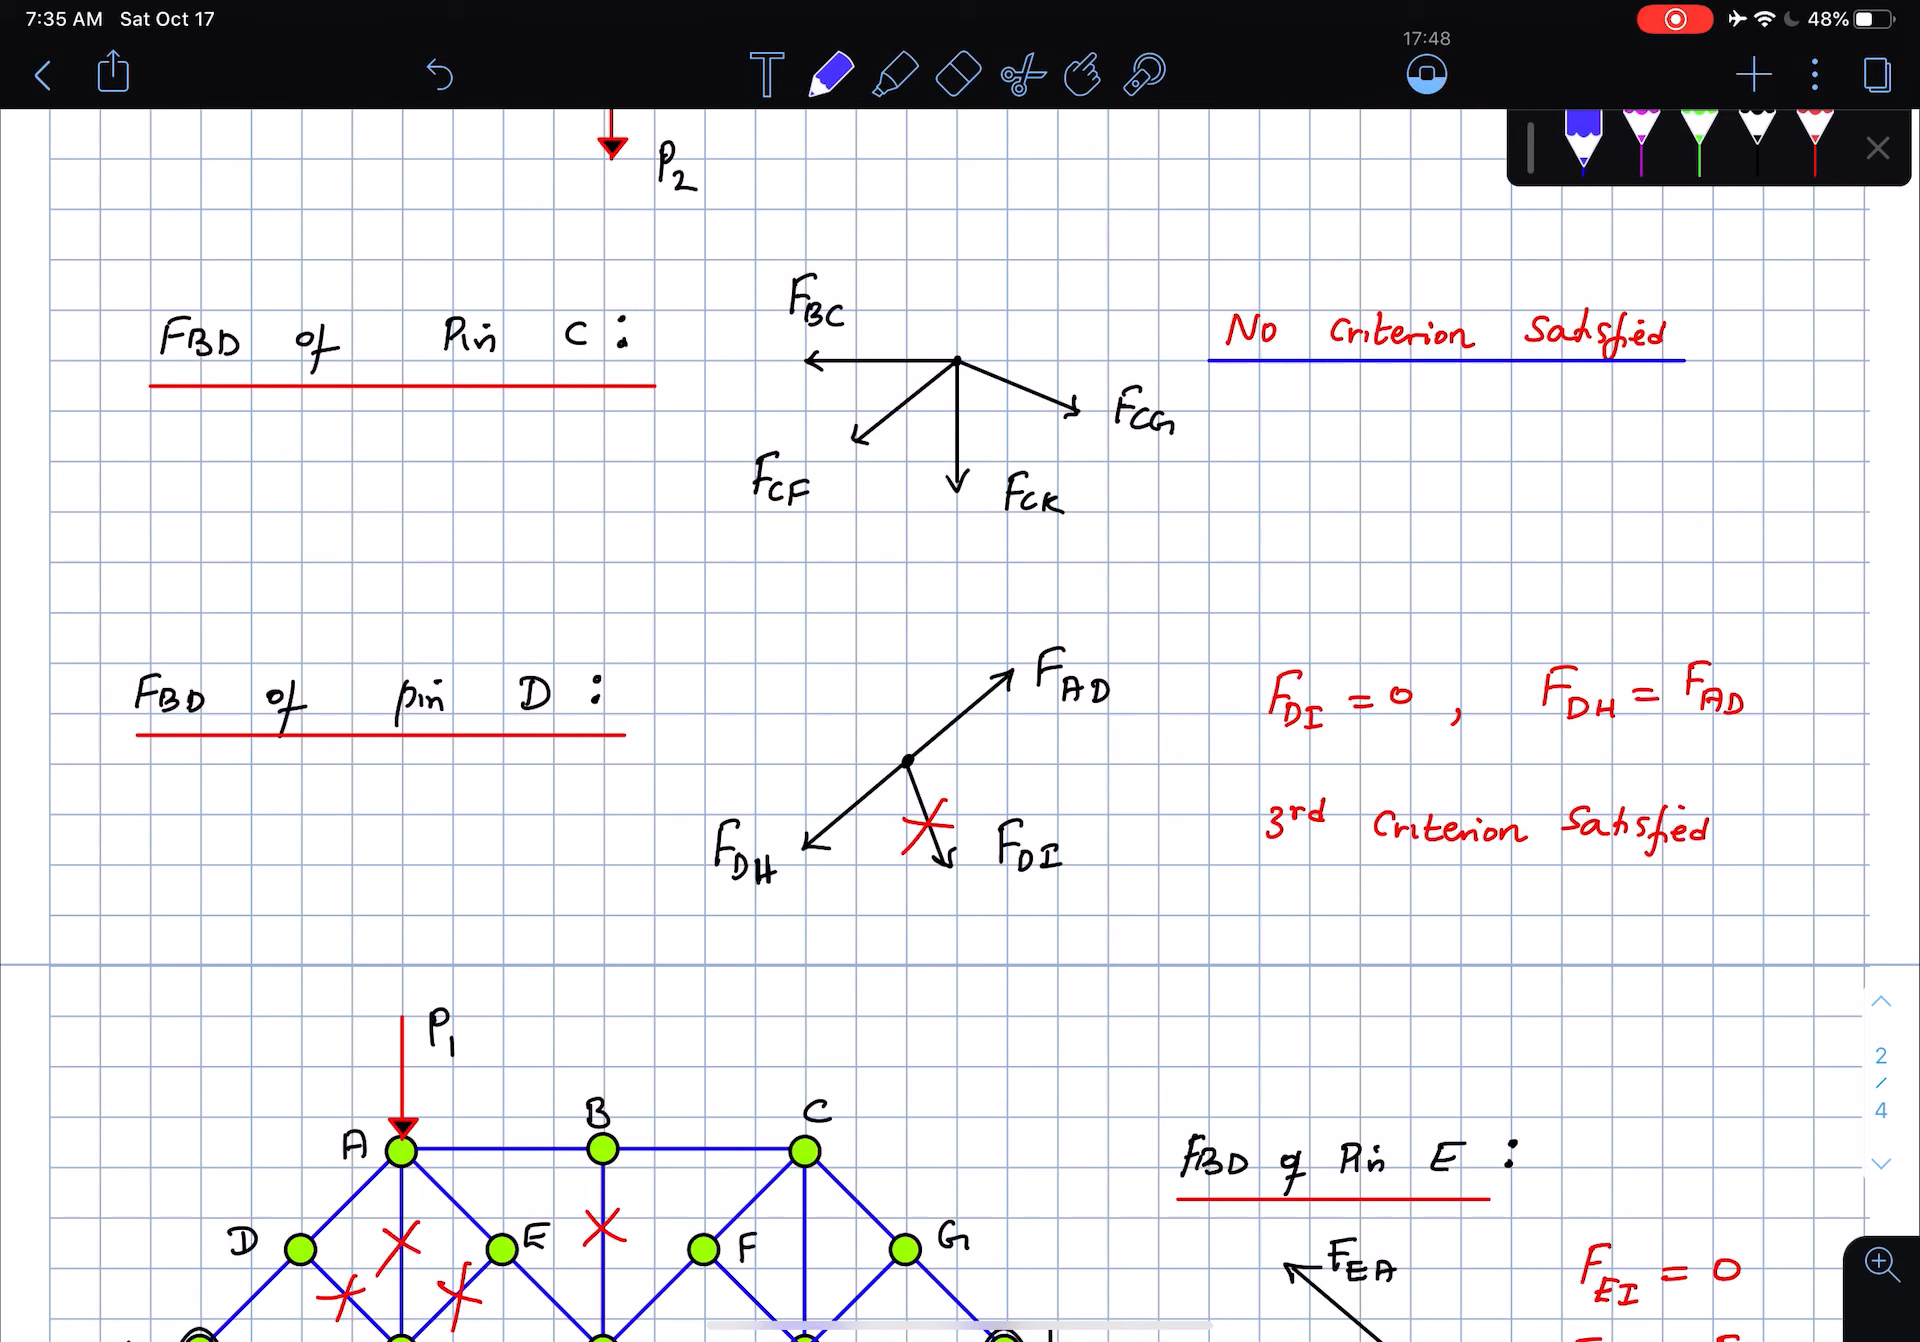 7:35 AM Sat Oct 17
48%
17:48
T
P2
FBD of Pin C :
FBC
FCG
FCF
FCK
No Criterion Satisfied
FBD of pin D :
FAD
FDH
FDI
FDI = 0 , FDH = FAD
3rd Criterion Satisfied
P1
A
B
C
D
E
F
G
FBD of Pin E :
FEA
FEI = 0
2
/
4